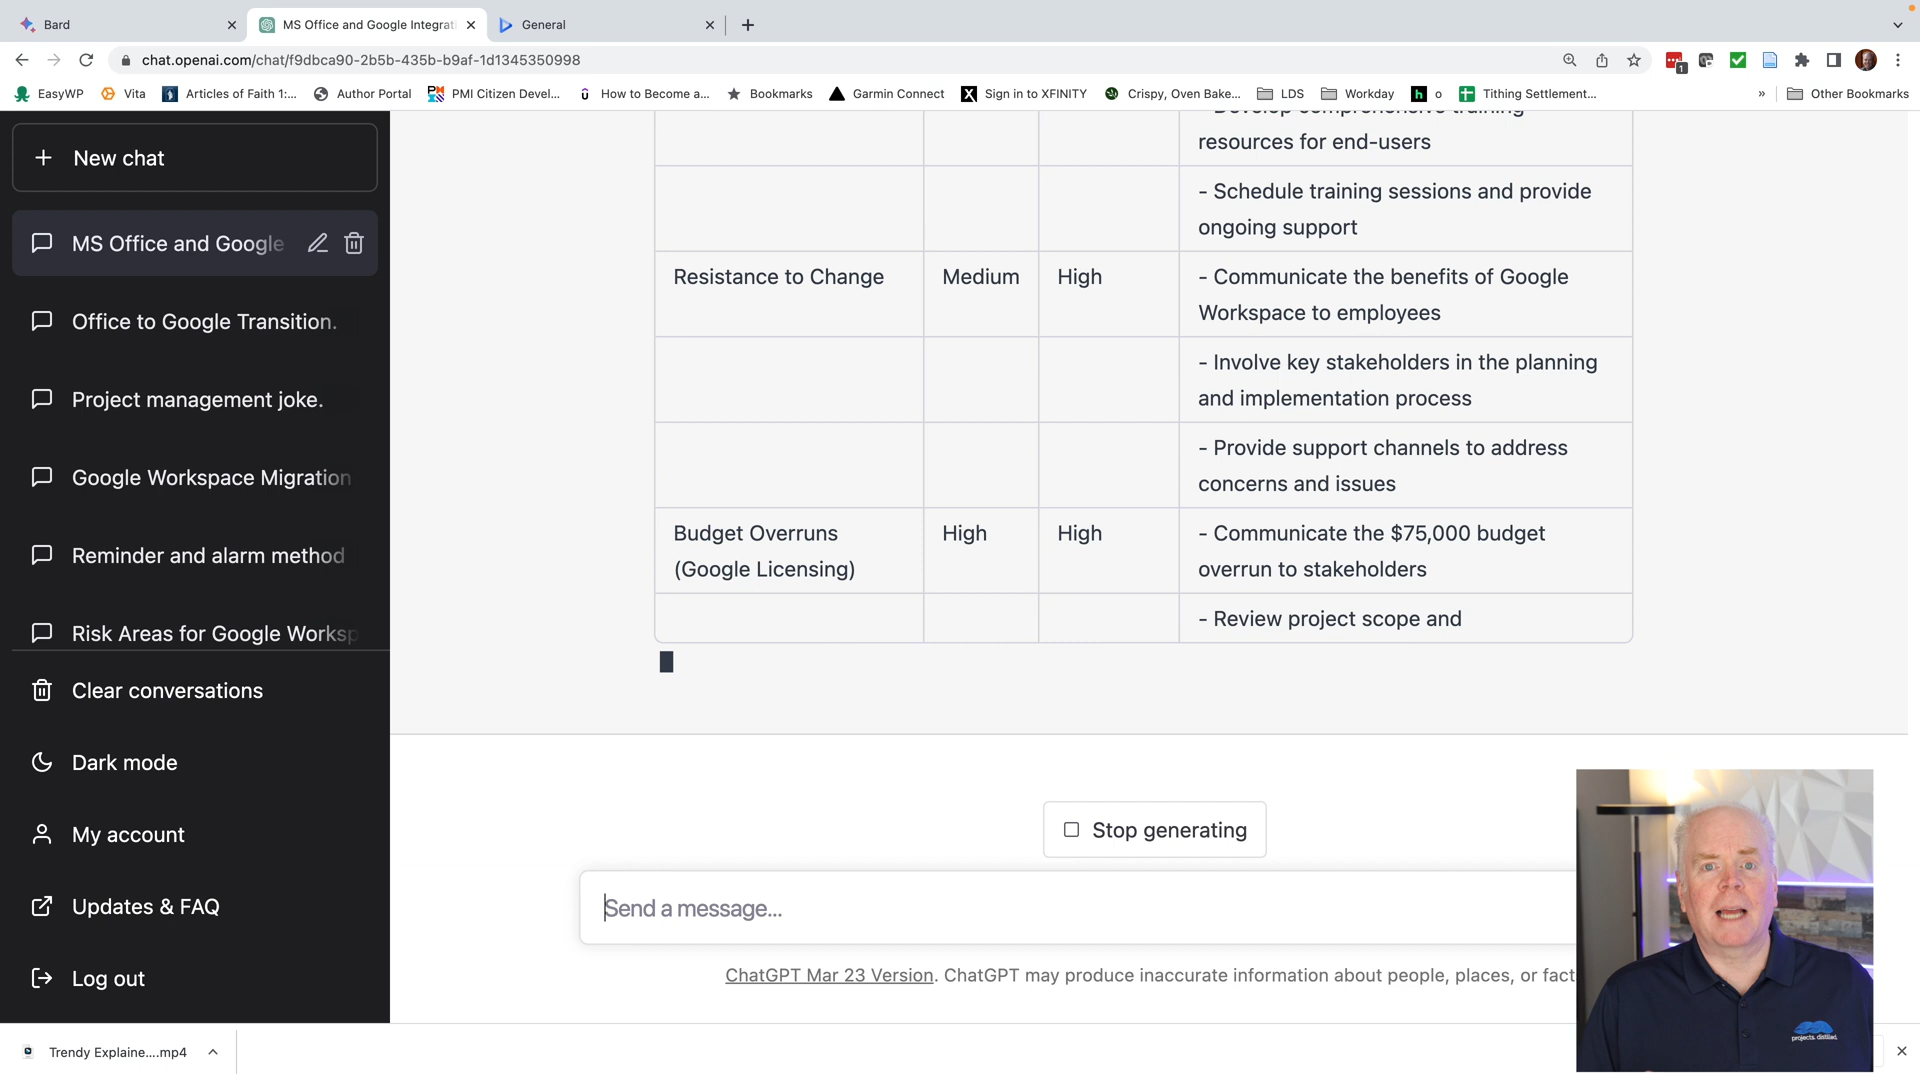 Bard
MS Office and Google Integrati
General
chat.openai.com/chat/f9dbca90-2b5b-435b-b9af-1d1345350998
EasyWP
Vita
Articles of Faith 1:...
Author Portal
PMI Citizen Devel...
How to Become a...
Bookmarks
Garmin Connect
Sign in to XFINITY
Crispy, Oven Bake...
LDS
Workday
o
Tithing Settlement...
»
Other Bookmarks
New chat
MS Office and Google
Office to Google Transition.
Project management joke.
Google Workspace Migration
Reminder and alarm method
Risk Areas for Google Worksp
Clear conversations
Dark mode
My account
Updates & FAQ
Log out
- Develop comprehensive training
resources for end-users
- Schedule training sessions and provide
ongoing support
Resistance to Change Medium High - Communicate the benefits of Google
Workspace to employees
- Involve key stakeholders in the planning
and implementation process
- Provide support channels to address
concerns and issues
Budget Overruns High High - Communicate the $75,000 budget
(Google Licensing) overrun to stakeholders
- Review project scope and
Stop generating
Send a message...
ChatGPT Mar 23 Version. ChatGPT may produce inaccurate information about people, places, or fact
projects. distilled.
Trendy Explaine....mp4